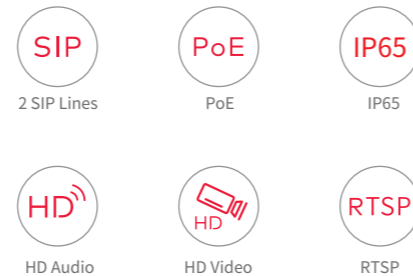 SIP
PoE
IP65
2 SIP Lines
PoE
IP65
HD
HD
RTSP
HD Audio
HD Video
RTSP